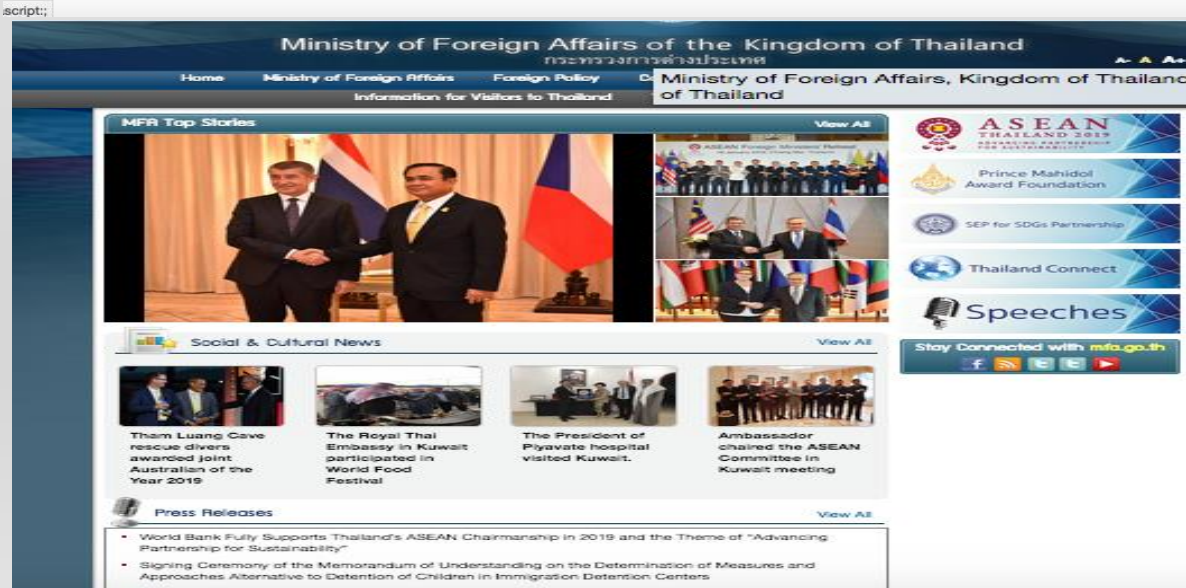 script:;
Ministry of Foreign Affairs of the Kingdom of Thailand
กระทรวงการต่างประเทศ
A- A A+
Home Ministry of Foreign Affairs Foreign Policy
Ministry of Foreign Affairs, Kingdom of Thailand
of Thailand
Information for Visitors to Thailand
MFA Top Stories View All
ASEAN Foreign Ministers' Retreat
ASEAN
THAILAND 2019
ADVANCING PARTNERSHIP
FOR SUSTAINABILITY
Prince Mahidol
Award Foundation
SEP for SDGs Partnership
Thailand Connect
Speeches
Stay Connected with mfa.go.th
Social & Cultural News View All
Tham Luang Cave
rescue divers
awarded joint
Australian of the
Year 2019
The Royal Thai
Embassy in Kuwait
participated in
World Food
Festival
The President of
Piyavate hospital
visited Kuwait.
Ambassador
chaired the ASEAN
Committee in
Kuwait meeting
Press Releases View All
World Bank Fully Supports Thailand's ASEAN Chairmanship in 2019 and the Theme of "Advancing
Partnership for Sustainability"
Signing Ceremony of the Memorandum of Understanding on the Determination of Measures and
Approaches Alternative to Detention of Children in Immigration Detention Centers